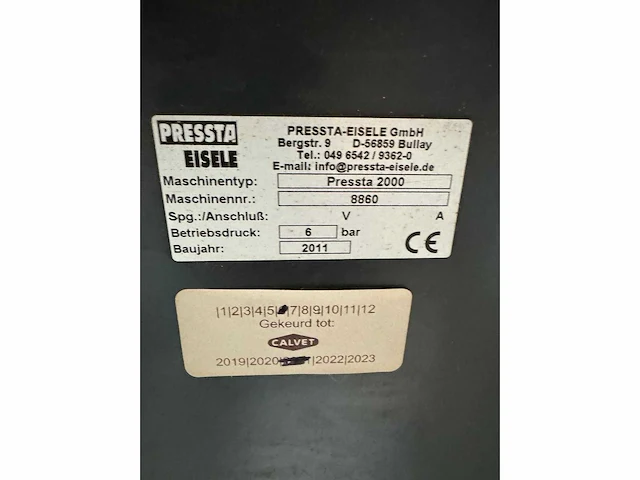 PRESSTA
EISELE
PRESSTA-EISELE GmbH
Bergstr. 9 D-56859 Bullay
Tel.: 049 6542 / 9362-0
E-mail: info@pressta-eisele.de
Maschinentyp: Pressta 2000
Maschinennr.: 8860
Spg.:/Anschluß: V A
Betriebsdruck: 6 bar
Baujahr: 2011
CE
|1|2|3|4|5|7|8|9|10|11|12
Gekeurd tot:
CALVET
2019|2020|2022|2023